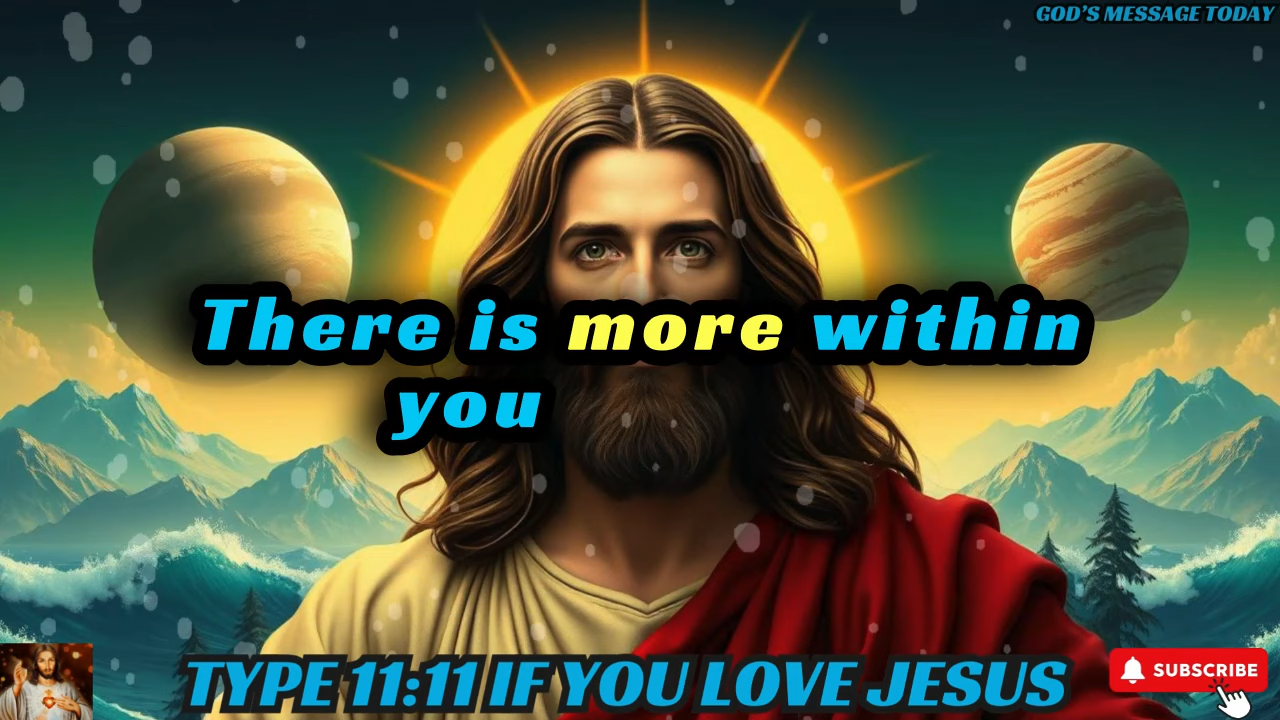 GOD'S MESSAGE TODAY
There is more within
you
TYPE 11:11 IF YOU LOVE JESUS
SUBSCRIBE